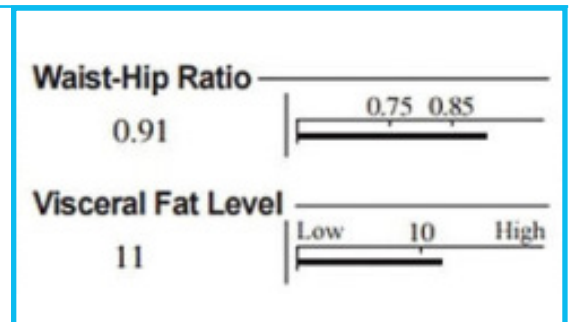 Waist-Hip Ratio
0.75 0.85
0.91
Visceral Fat Level
Low 10 High
11